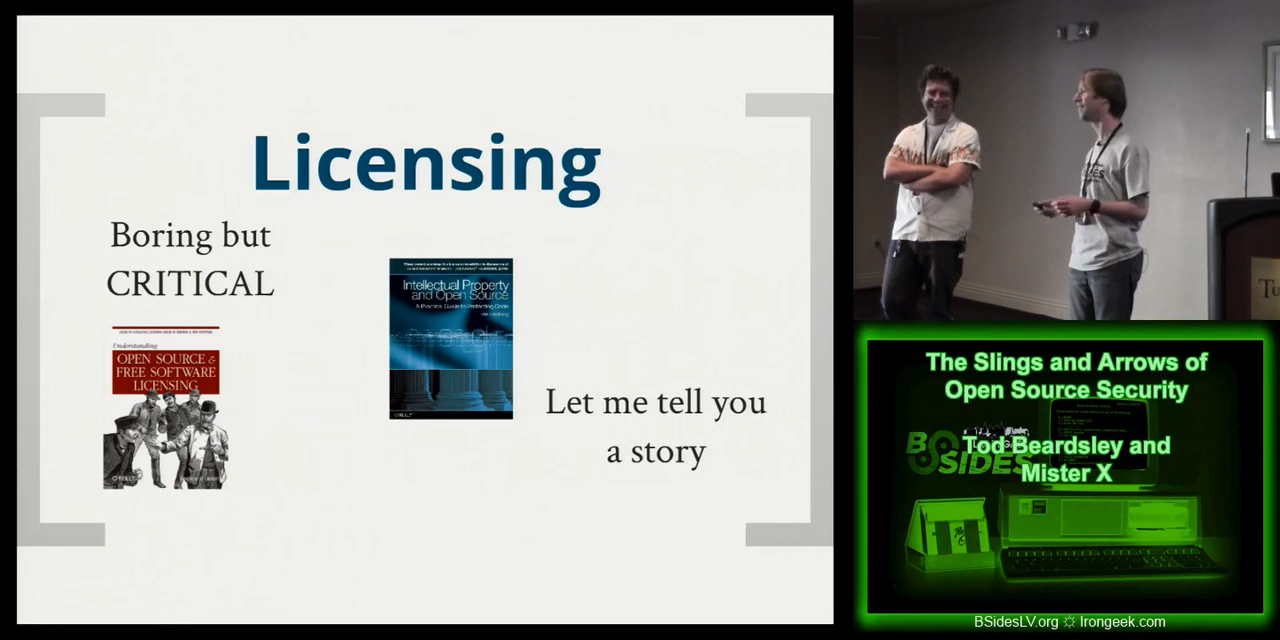 Licensing
Boring but
CRITICAL
Understanding
OPEN SOURCE &
FREE SOFTWARE
LICENSING
O'REILLY
Intellectual Property
and Open Source
A Practical Guide to Protecting Code
O'REILLY
Let me tell you
a story
SIDES
TU
The Slings and Arrows of
Open Source Security
BSIDES
Tod Beardsley and
Mister X
BSidesLV.org ☼ Irongeek.com